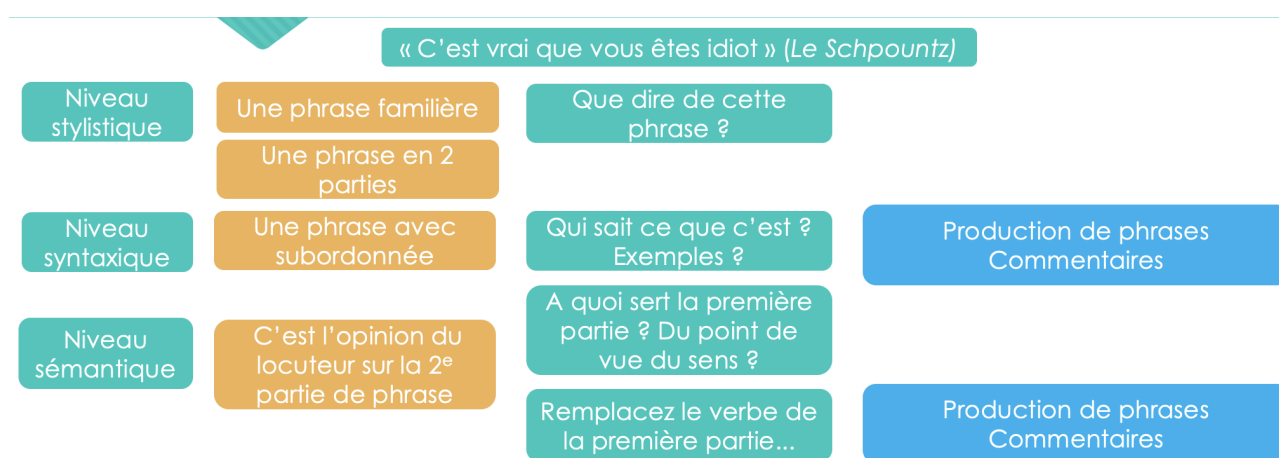 « C’est vrai que vous êtes idiot » (Le Schpountz)
Niveau
stylistique
Une phrase familière
Que dire de cette
phrase ?
Une phrase en 2
parties
Niveau
syntaxique
Une phrase avec
subordonnée
Qui sait ce que c’est ?
Exemples ?
Production de phrases
Commentaires
A quoi sert la première
partie ? Du point de
vue du sens ?
Niveau
sémantique
C’est l’opinion du
locuteur sur la 2e
partie de phrase
Remplacez le verbe de
la première partie...
Production de phrases
Commentaires